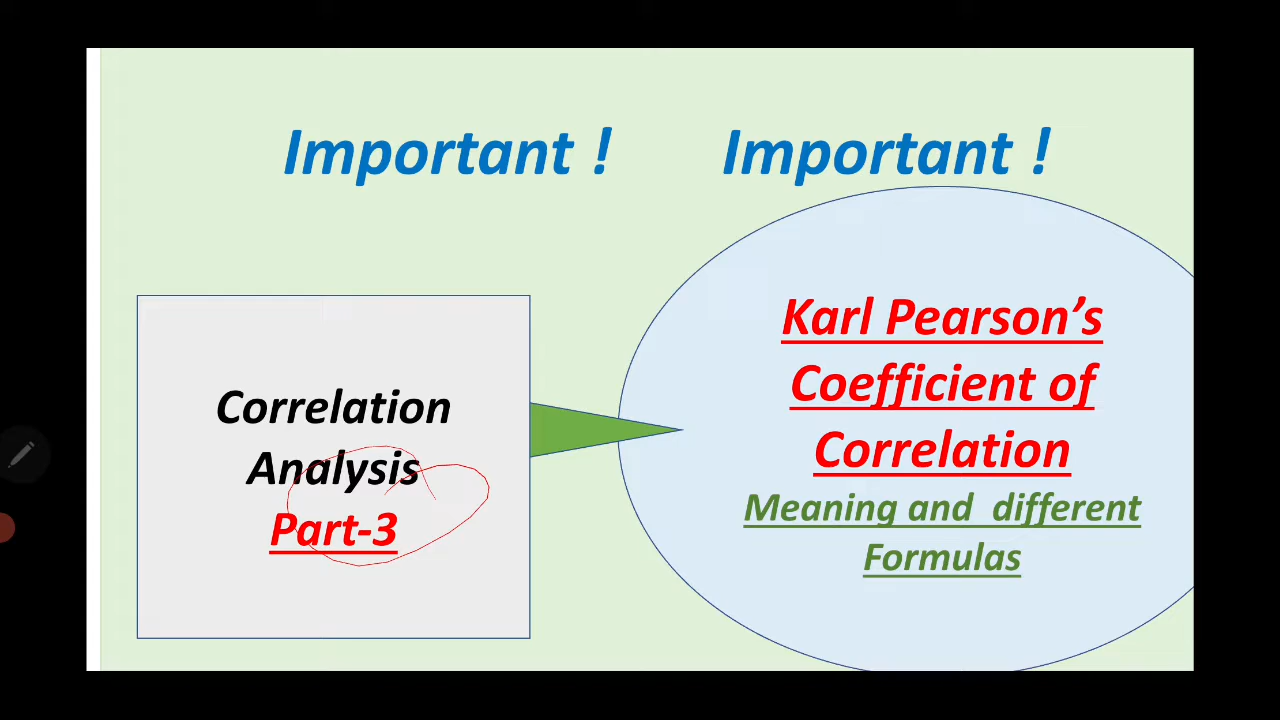 Important ! Important !
Correlation
Analysis
Part-3
Karl Pearson’s
Coefficient of
Correlation
Meaning and different
Formulas